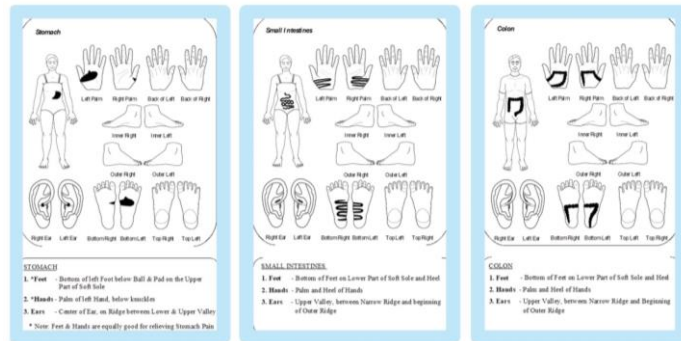 Stomach
Left Palm Right Palm Back of Left Back of Right
Inner Right Inner Left
Outer Right Outer Left
Right Ear Left Ear Bottom Right Bottom Left Top Right Top Left
STOMACH
1. *Feet - Bottom of left Foot below Ball & Pad on the Upper
Part of Soft Sole
2. *Hands - Palm of left Hand, below knuckles
3. Ears - Center of Ear, on Ridge between Lower & Upper Valley
* Note: Feet & Hands are equally good for relieving Stomach Pain
Small Intestines
Left Palm Right Palm Back of Left Back of Right
Inner Right Inner Left
Outer Right Outer Left
Right Ear Left Ear Bottom Right Bottom Left Top Left Top Right
SMALL INTESTINES
1. Feet - Bottom of Feet on Lower Part of Soft Sole and Heel
2. Hands - Palm and Heel of Hands
3. Ears - Upper Valley, between Narrow Ridge and beginning
of Outer Ridge
Colon
Left Palm Right Palm Back of Left Back of Right
Inner Right Inner Left
Outer Right Outer Left
Right Ear Left Ear Bottom Right Bottom Left Top Left Top Right
COLON
1. Feet - Bottom of Feet on Lower Part of Soft Sole and Heel
2. Hands - Palm and Heel of Hands
3. Ears - Upper Valley, between Narrow Ridge and Beginning
of Outer Ridge